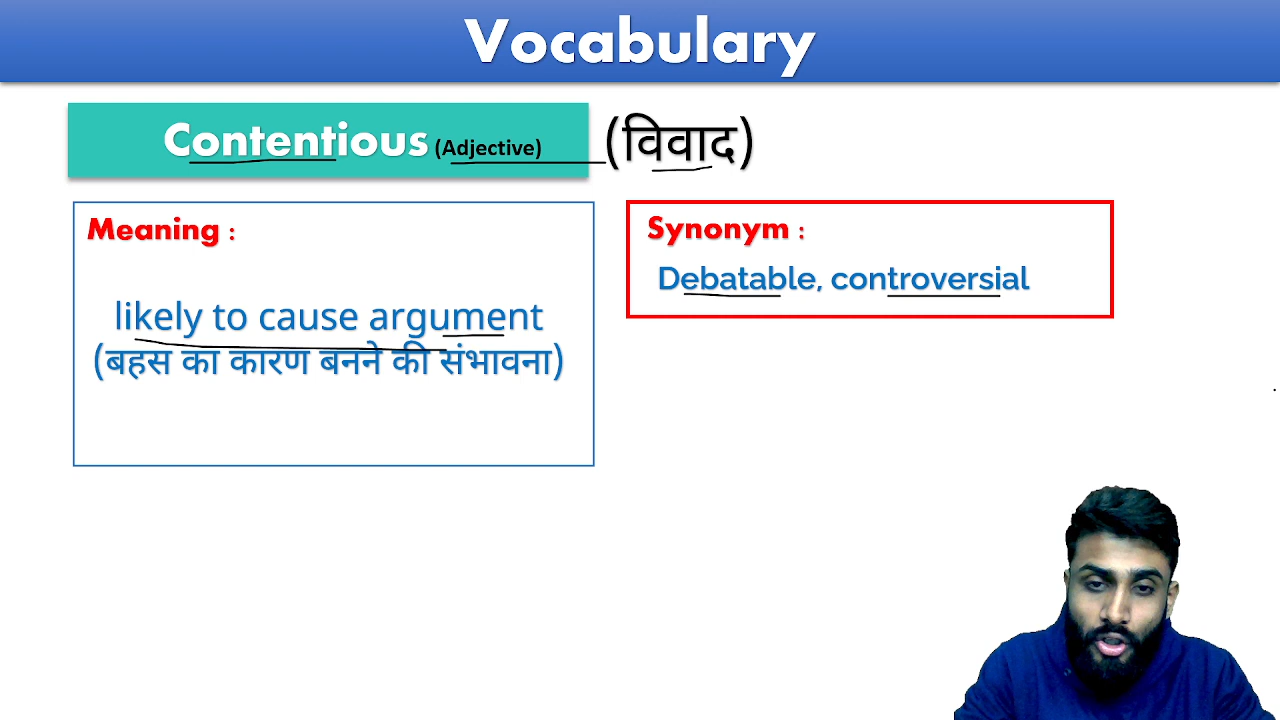 Vocabulary
Contentious (Adjective) (विवाद)
Meaning :
likely to cause argument
(बहस का कारण बनने की संभावना)
Synonym :
Debatable, controversial